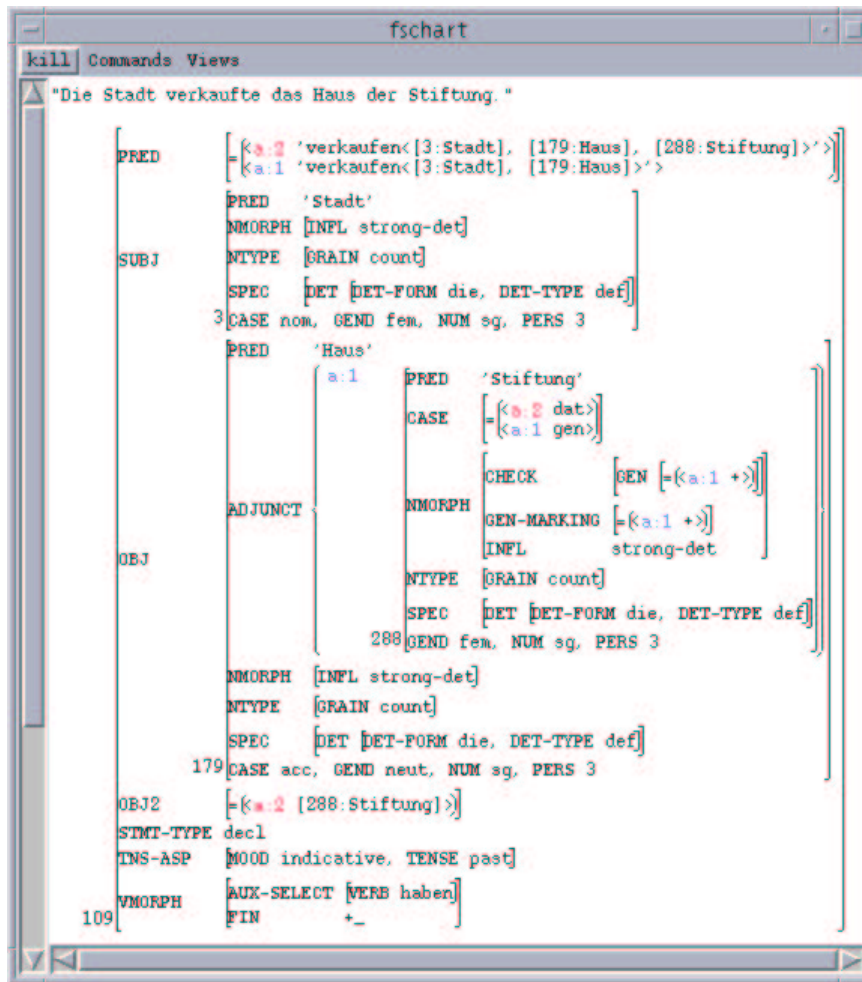 fschart
kill Commands Views
"Die Stadt verkaufte das Haus der Stiftung."
PRED =<a:2 'verkaufen<[3:Stadt], [179:Haus], [288:Stiftung]>'>
<a:1 'verkaufen<[3:Stadt], [179:Haus]>'>
PRED 'Stadt'
NMORPH [INFL strong-det]
SUBJ NTYPE [GRAIN count]
SPEC [DET [DET-FORM die, DET-TYPE def]]
3 CASE nom, GEND fem, NUM sg, PERS 3
PRED 'Haus'
a:1 PRED 'Stiftung'
CASE =<a:2 dat>
<a:1 gen>
CHECK [GEN [=<a:1 +>]]
ADJUNCT NMORPH
GEN-MARKING [=<a:1 +>]
INFL strong-det
OBJ
NTYPE [GRAIN count]
SPEC [DET [DET-FORM die, DET-TYPE def]]
288 GEND fem, NUM sg, PERS 3
NMORPH [INFL strong-det]
NTYPE [GRAIN count]
SPEC [DET [DET-FORM die, DET-TYPE def]]
179 CASE acc, GEND neut, NUM sg, PERS 3
OBJ2 [=<a:2 [288:Stiftung]>]
STMT-TYPE decl
TNS-ASP [MOOD indicative, TENSE past]
VMORPH [AUX-SELECT [VERB haben]
109 FIN +_